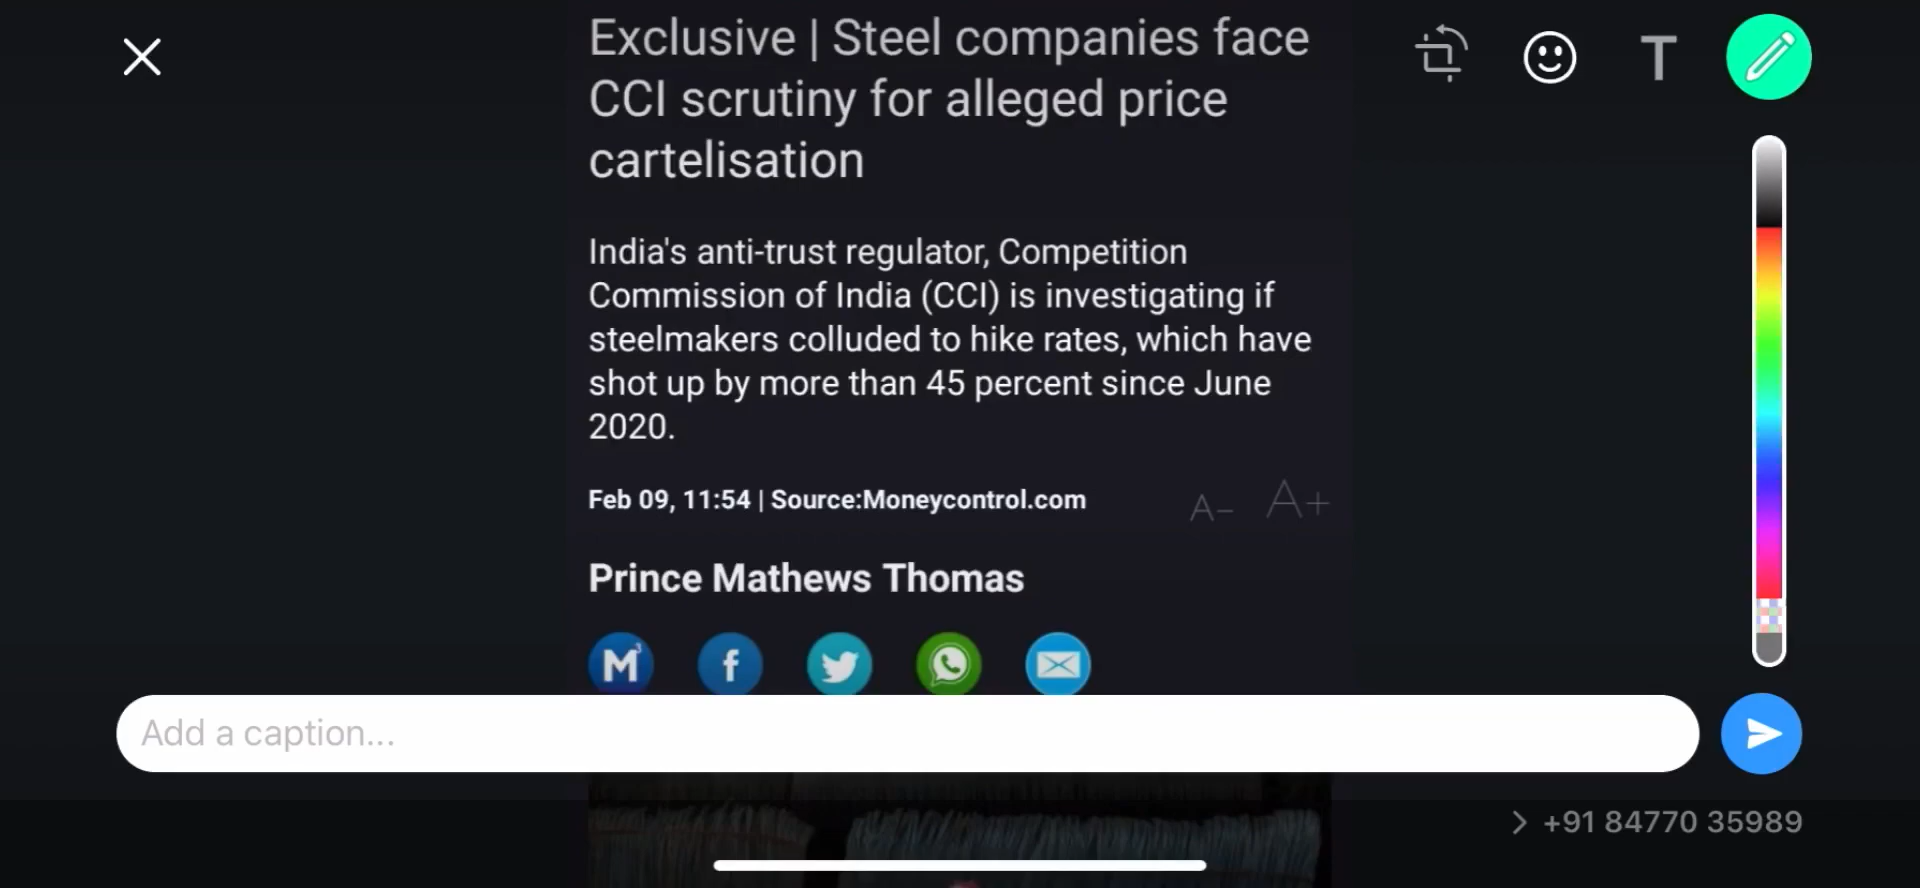 Exclusive | Steel companies face
CCI scrutiny for alleged price
cartelisation
T
India's anti-trust regulator, Competition
Commission of India (CCI) is investigating if
steelmakers colluded to hike rates, which have
shot up by more than 45 percent since June
2020.
Feb 09, 11:54 | Source:Moneycontrol.com
A- A+
Prince Mathews Thomas
M3 f
Add a caption...
> +91 84770 35989